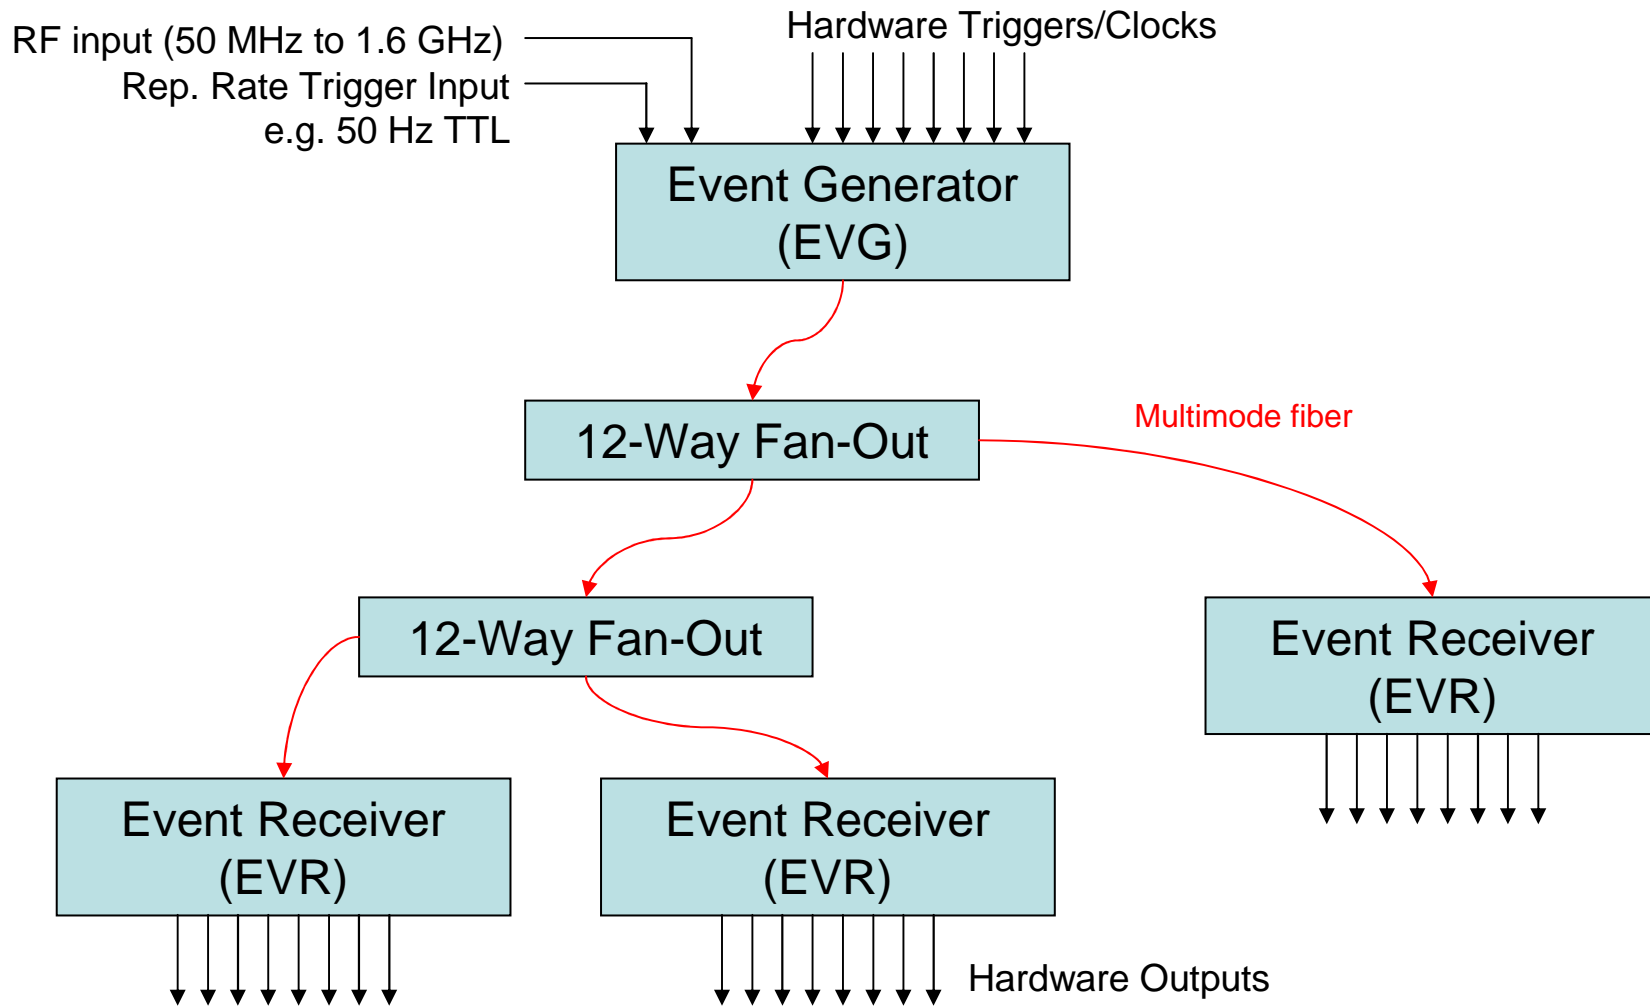 RF input (50 MHz to 1.6 GHz)
Rep. Rate Trigger Input
e.g. 50 Hz TTL
Hardware Triggers/Clocks
Event Generator
(EVG)
12-Way Fan-Out
Multimode fiber
12-Way Fan-Out
Event Receiver
(EVR)
Event Receiver
(EVR)
Event Receiver
(EVR)
Hardware Outputs